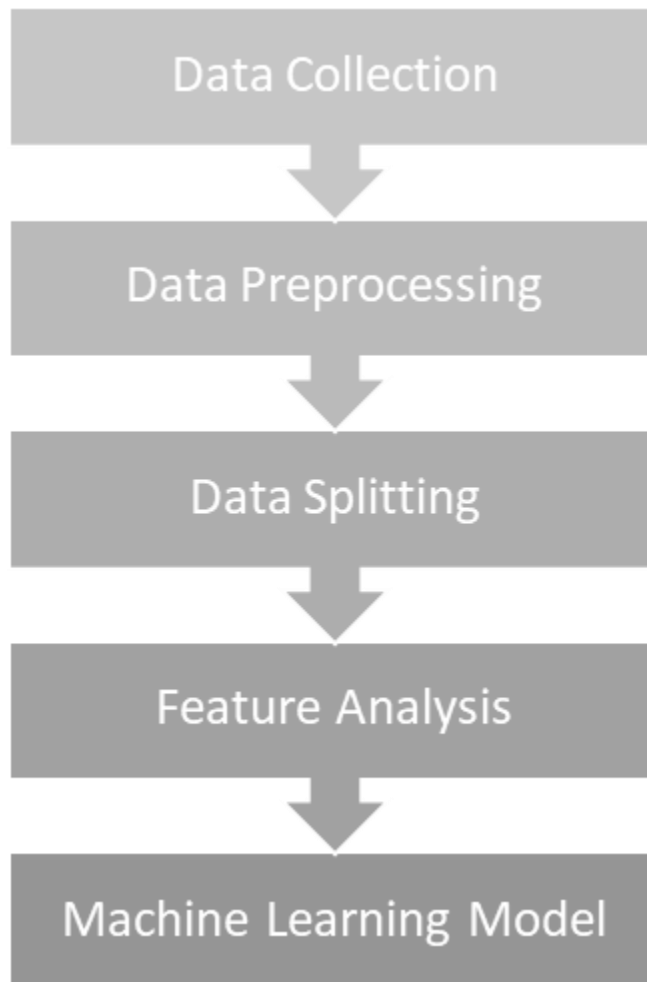 Data Collection
Data Preprocessing
Data Splitting
Feature Analysis
Machine Learning Model